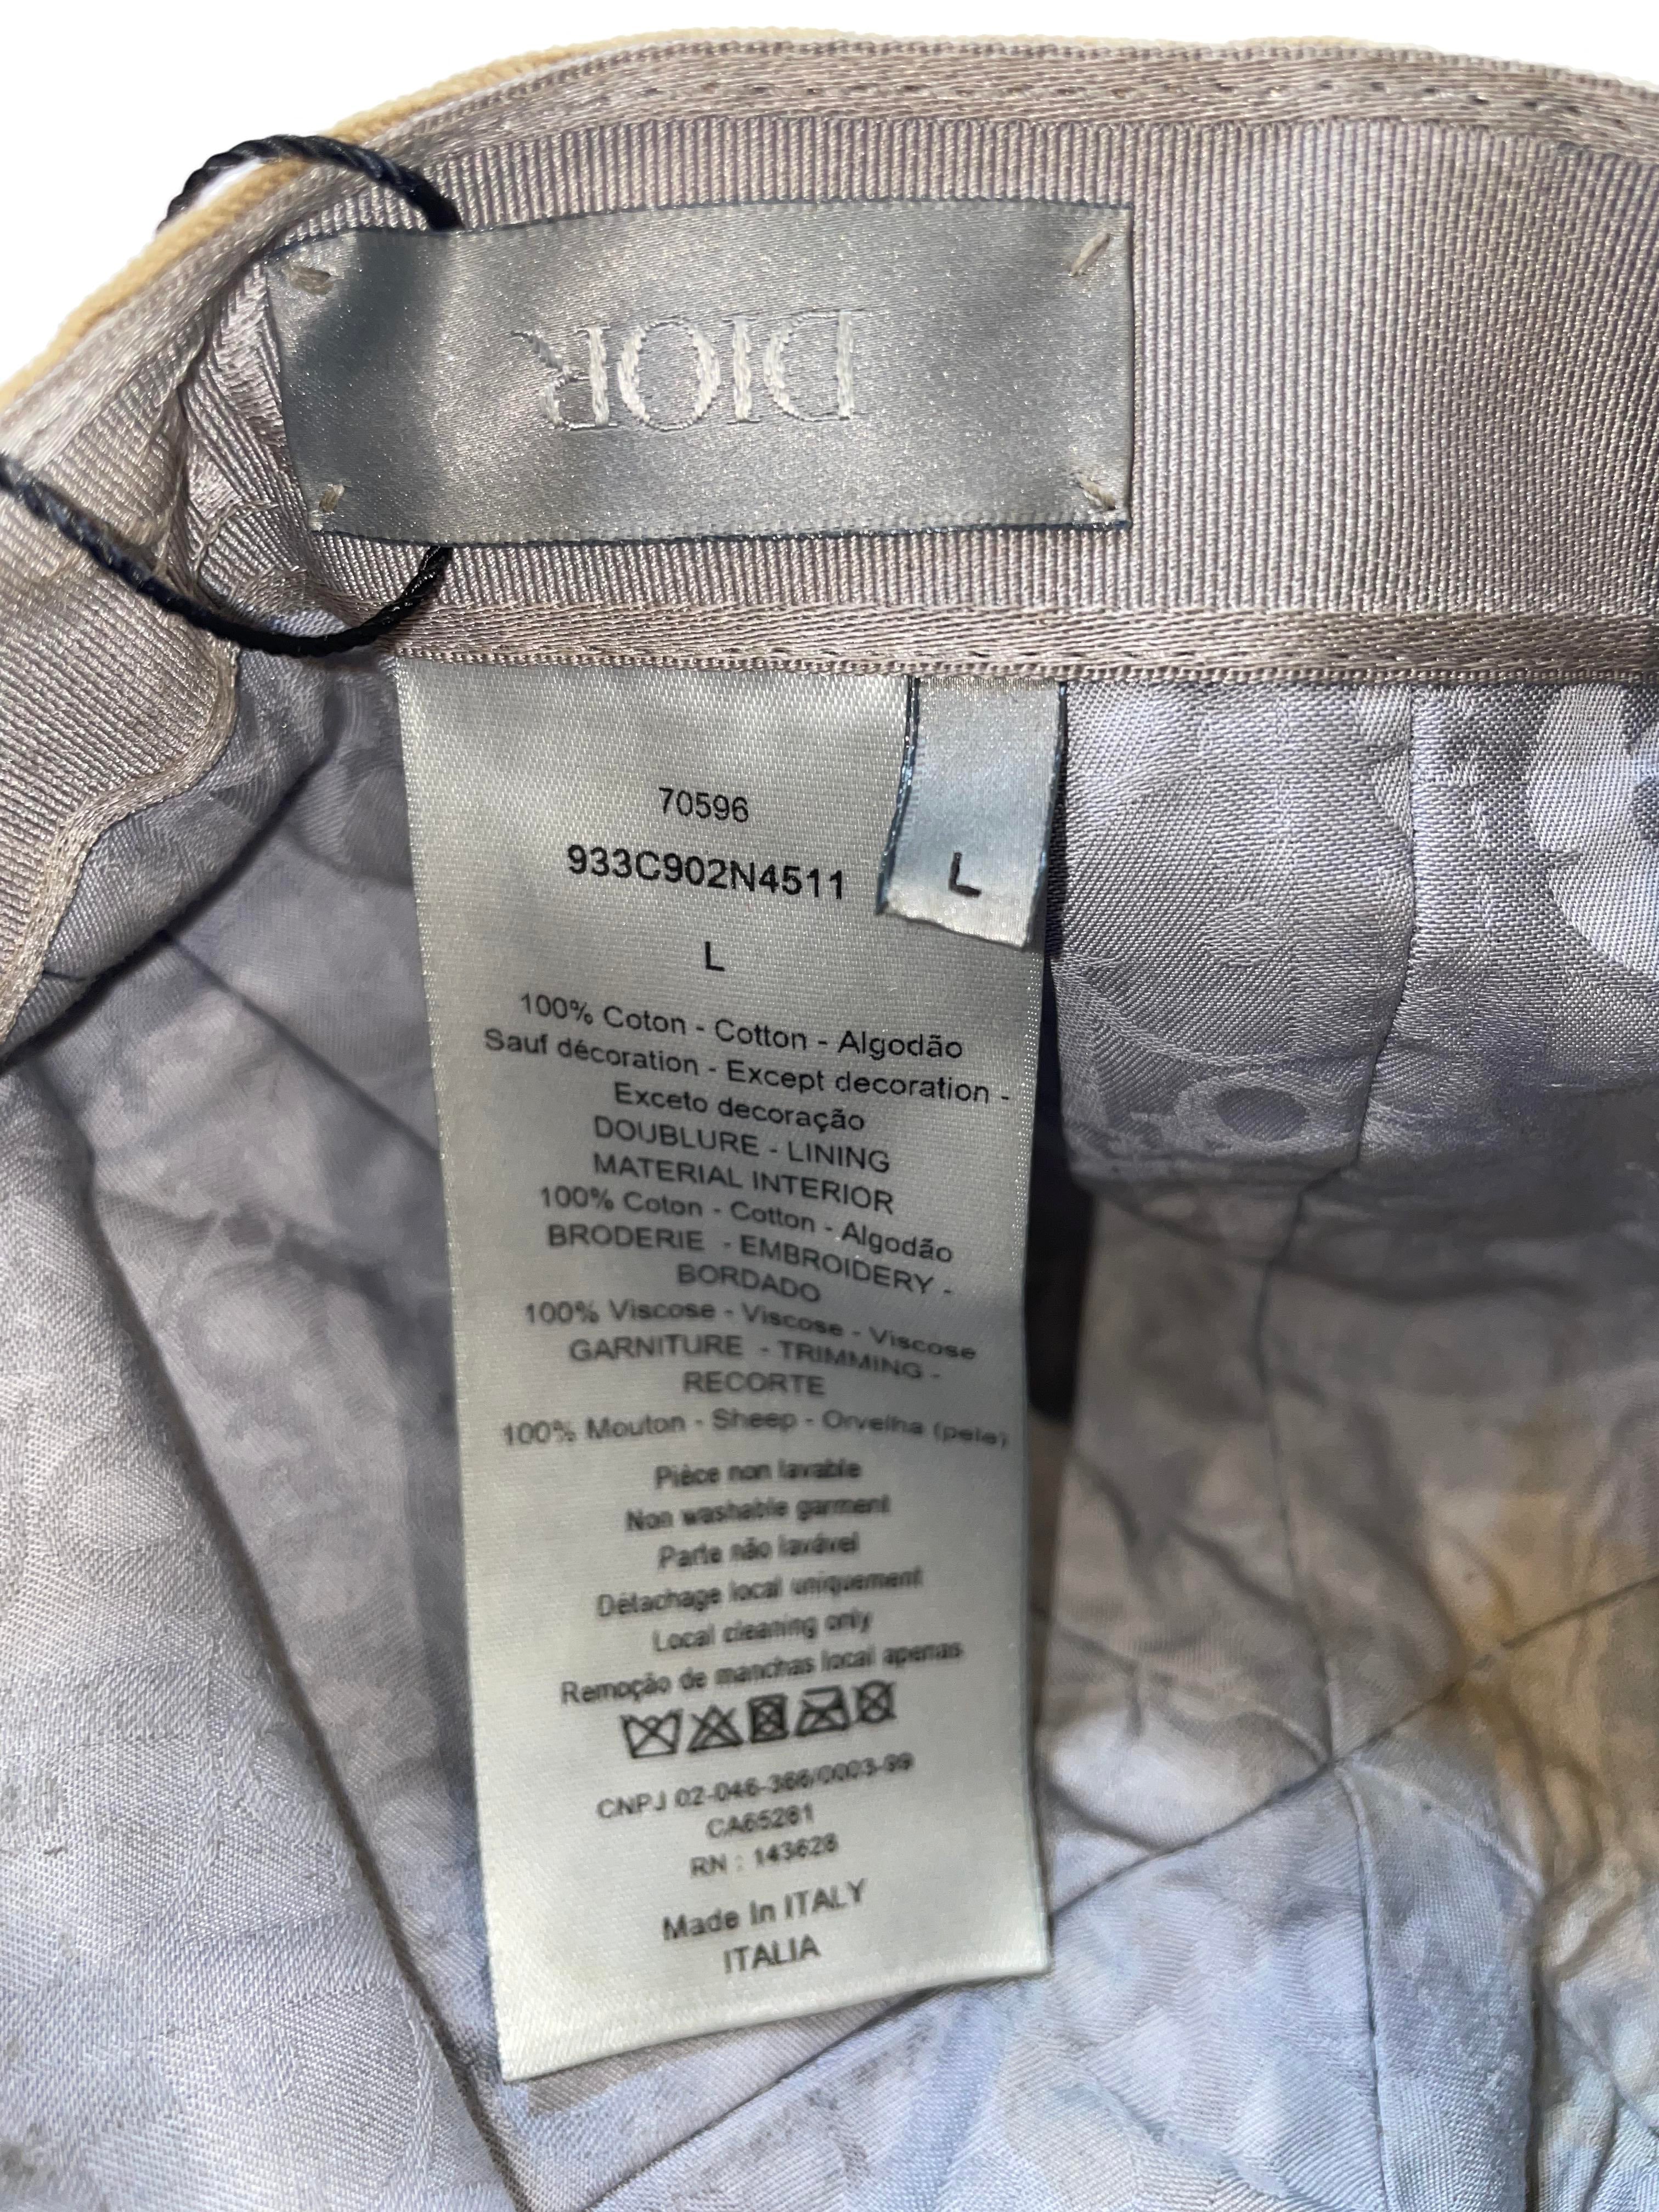 DIOR
70596
933C902N4511
L
L
100% Coton - Cotton - Algodão
Sauf décoration - Except decoration -
Exceto decoração
DOUBLURE - LINING
MATERIAL INTERIOR
100% Coton - Cotton - Algodão
BRODERIE - EMBROIDERY -
BORDADO
100% Viscose - Viscose - Viscose
GARNITURE - TRIMMING -
RECORTE
100% Mouton - Sheep - Orvelha (pele)
Pièce non lavable
Non washable garment
Parte não lavável
Détachage local uniquement
Local cleaning only
Remoção de manchas local apenas
CNPJ 02-046-366/0003-99
CA65261
RN : 143628
Made In ITALY
ITALIA